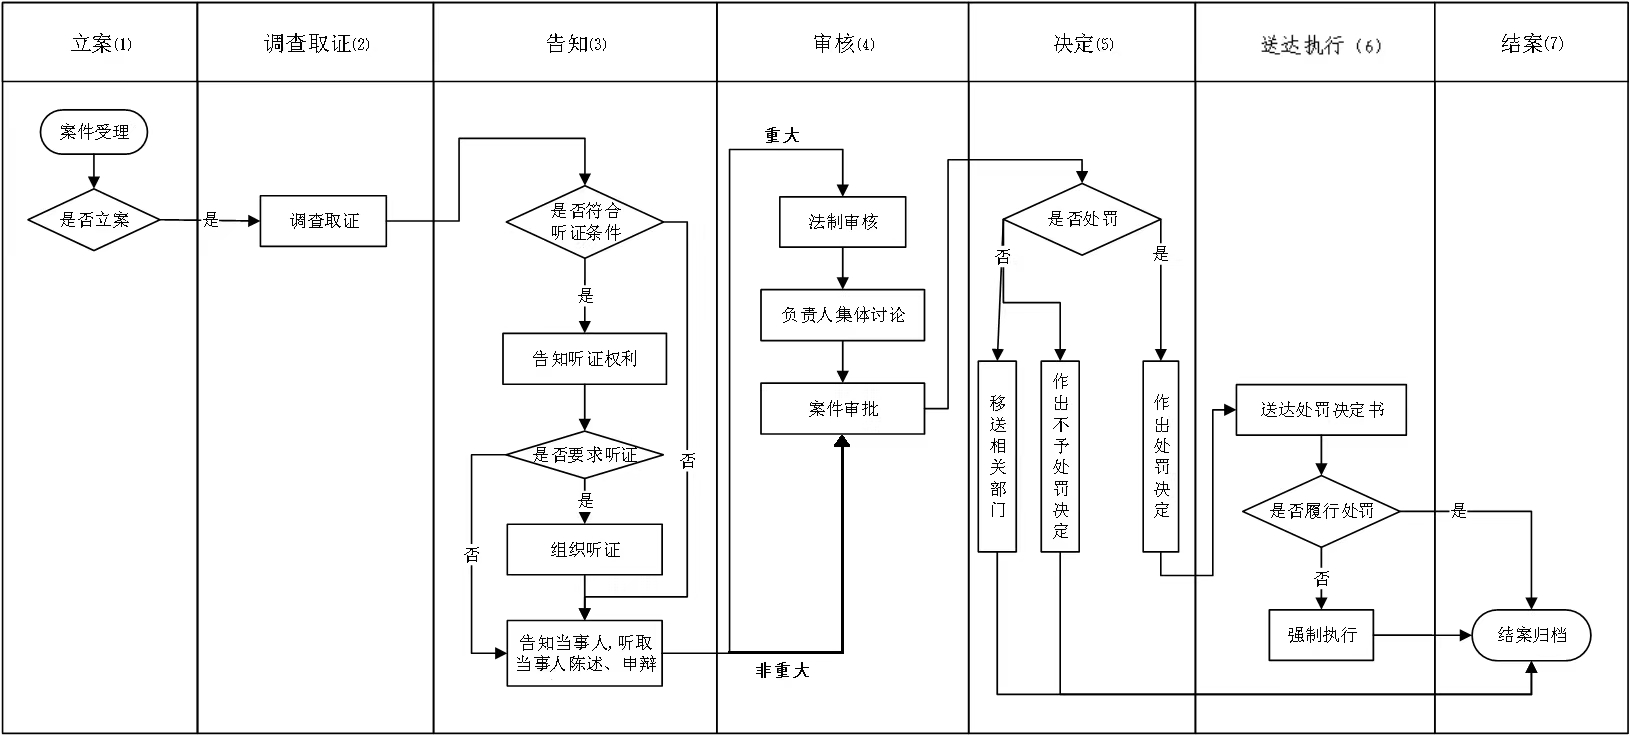 立案(1)
调查取证(2)
告知(3)
审核(4)
决定(5)
送达执行(6)
结案(7)
案件受理
是否立案
是
调查取证
是否符合
听证条件
是
告知听证权利
是否要求听证
是
否
否
组织听证
告知当事人,听取
当事人陈述、申辩
重大
非重大
法制审核
负责人集体讨论
案件审批
是否处罚
否
是
移送相关部门
作出不予处罚决定
作出处罚决定
送达处罚决定书
是否履行处罚
是
否
强制执行
结案归档